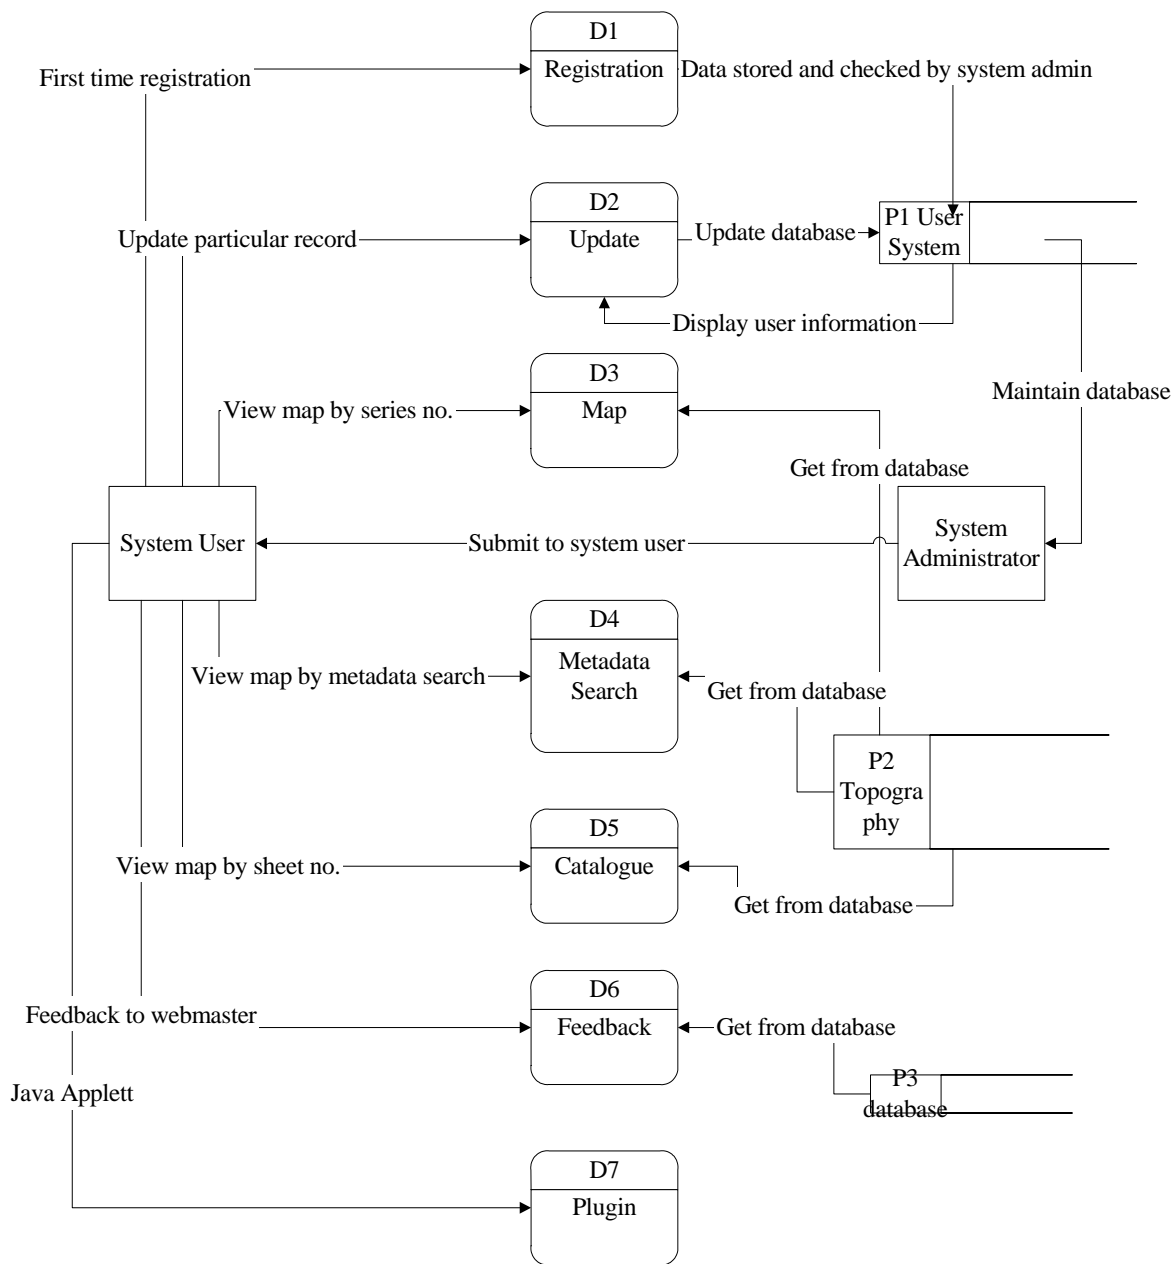 D1
First time registration
Registration
Data stored and checked by system admin
D2
Update particular record
Update
Update database
P1 User
System
Display user information
D3
View map by series no.
Map
Maintain database
Get from database
System User
Submit to system user
System
Administrator
D4
View map by metadata search
Metadata
Search
Get from database
P2
Topogra
phy
D5
View map by sheet no.
Catalogue
Get from database
D6
Feedback to webmaster
Feedback
Get from database
Java Applett
P3
database
D7
Plugin